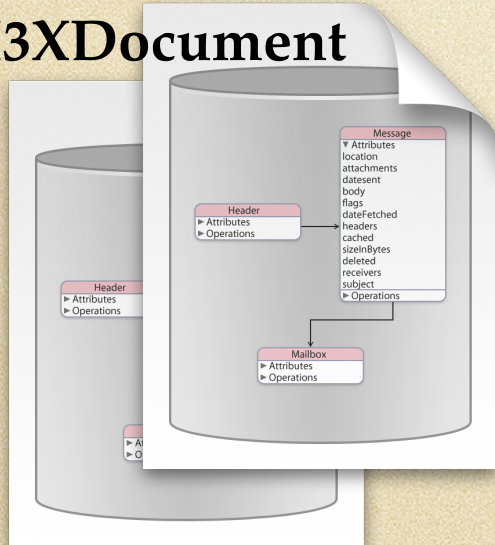 3XDocument
Message
▼ Attributes
location
attachments
datesent
body
flags
dateFetched
headers
cached
sizeInBytes
deleted
receivers
subject
► Operations
Header
► Attributes
► Operations
Mailbox
► Attributes
► Operations
Header
► Attributes
► Operations